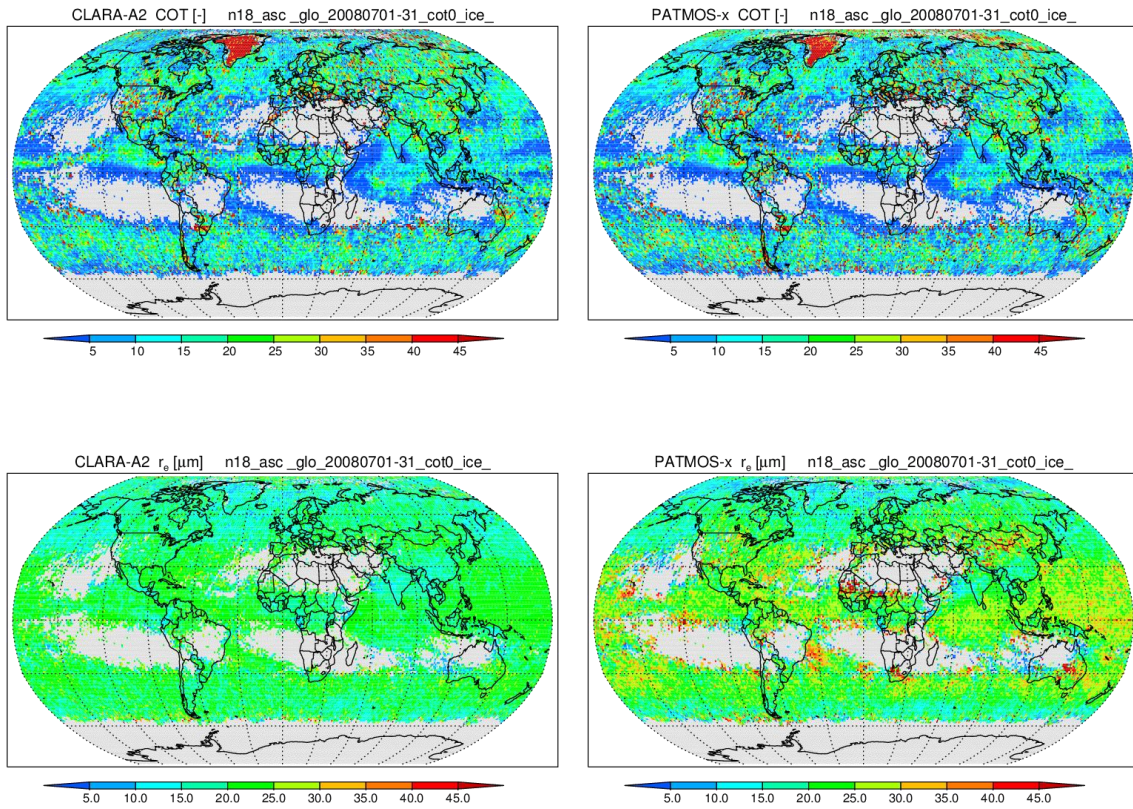 CLARA-A2 COT [-] n18_asc _glo_20080701-31_cot0_ice_
PATMOS-x COT [-] n18_asc _glo_20080701-31_cot0_ice_
5 10 15 20 25 30 35 40 45
5 10 15 20 25 30 35 40 45
CLARA-A2 re [μm] n18_asc _glo_20080701-31_cot0_ice_
PATMOS-x re [μm] n18_asc _glo_20080701-31_cot0_ice_
5.0 10.0 15.0 20.0 25.0 30.0 35.0 40.0 45.0
5.0 10.0 15.0 20.0 25.0 30.0 35.0 40.0 45.0